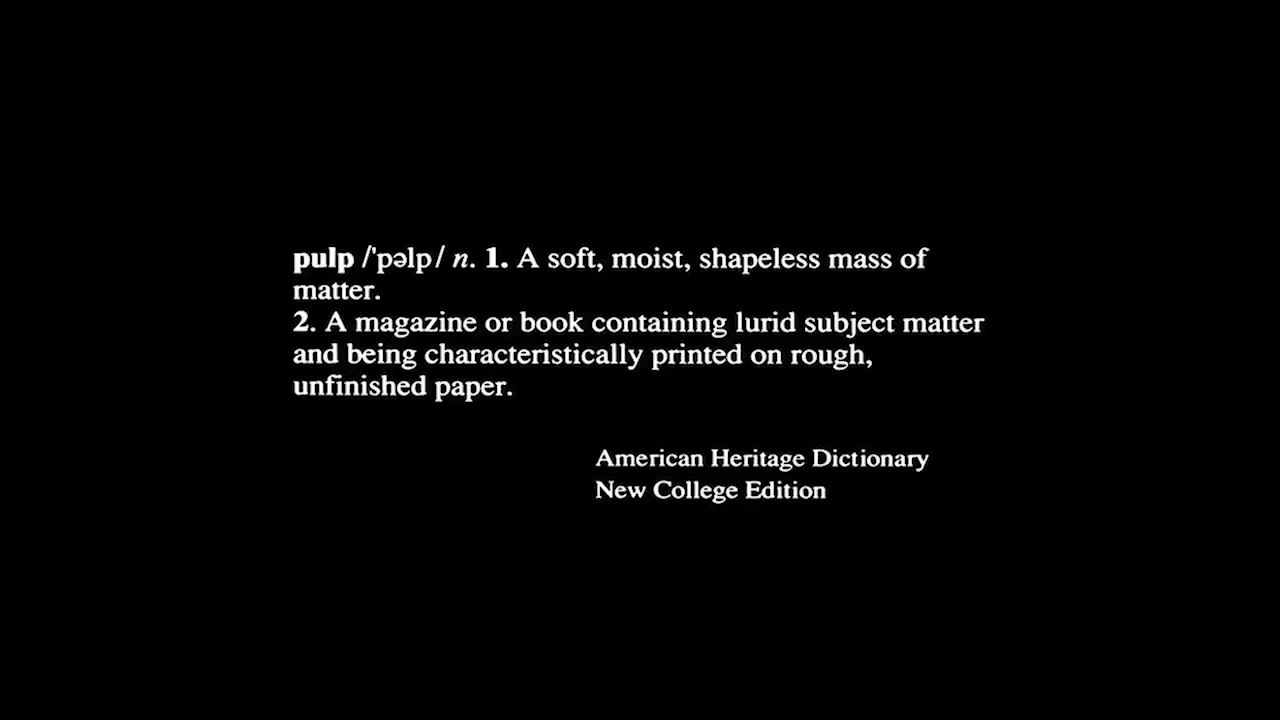 pulp /'pəlp/ n. 1. A soft, moist, shapeless mass of
matter.
2. A magazine or book containing lurid subject matter
and being characteristically printed on rough,
unfinished paper.
American Heritage Dictionary
New College Edition